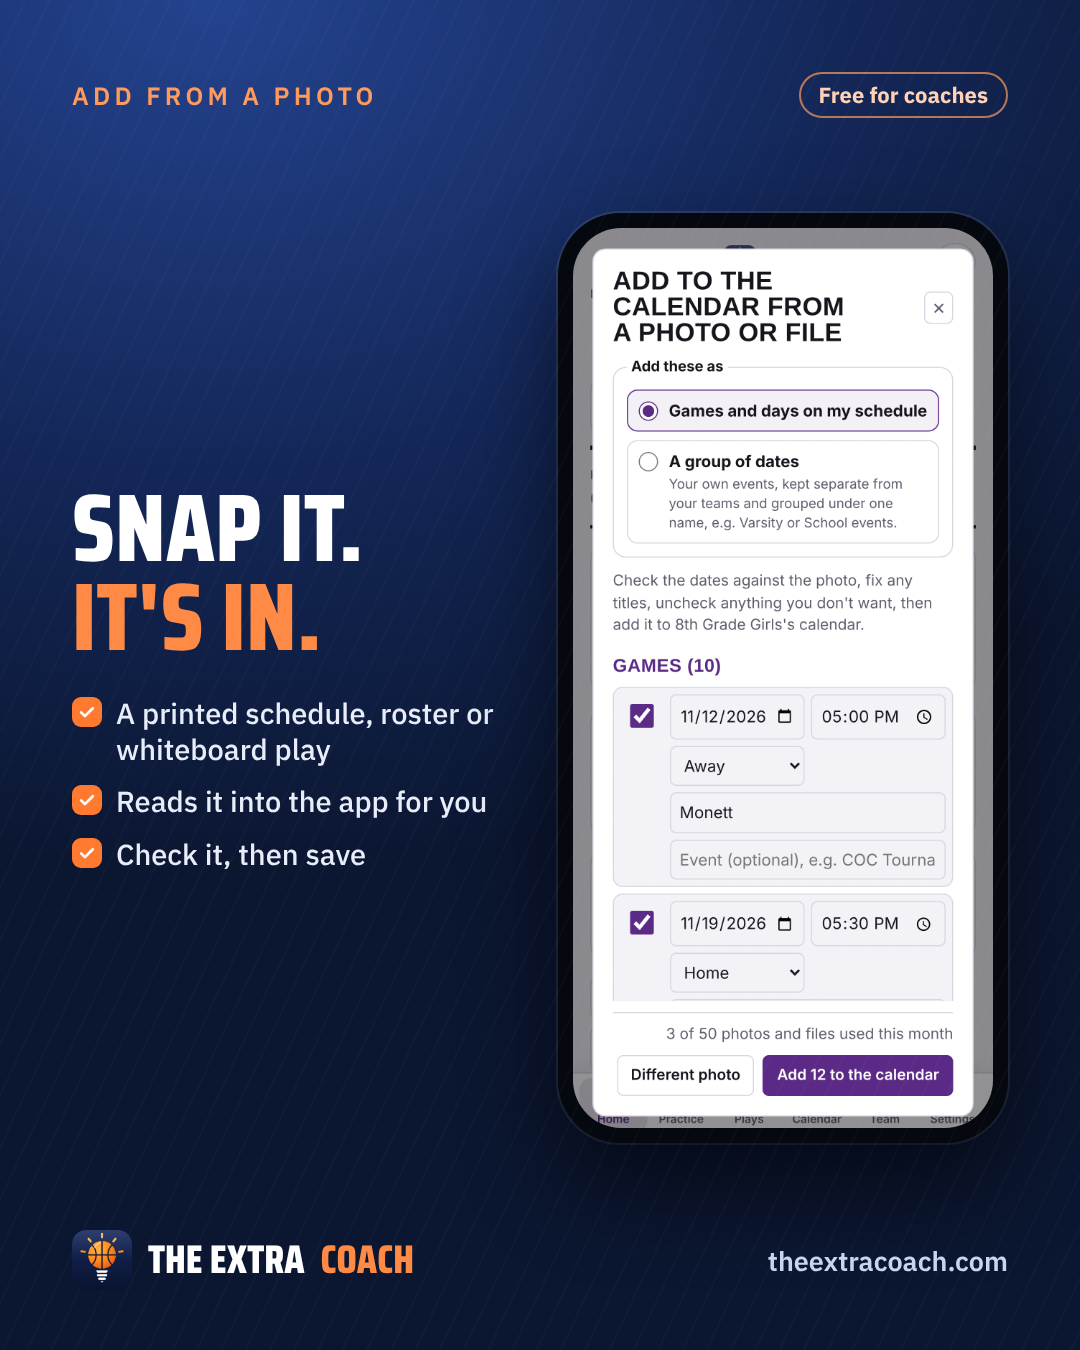 ADD FROM A PHOTO
Free for coaches
SNAP IT.
IT'S IN.
A printed schedule, roster or
whiteboard play
Reads it into the app for you
Check it, then save
ADD TO THE
CALENDAR FROM
A PHOTO OR FILE
Add these as
Games and days on my schedule
A group of dates
Your own events, kept separate from
your teams and grouped under one
name, e.g. Varsity or School events.
Check the dates against the photo, fix any
titles, uncheck anything you don't want, then
add it to 8th Grade Girls's calendar.
GAMES (10)
11/12/2026 05:00 PM
Away
Monett
Event (optional), e.g. COC Tourna
11/19/2026 05:30 PM
Home
3 of 50 photos and files used this month
Different photo Add 12 to the calendar
Home Practice Plays Calendar Team Settings
THE EXTRA COACH
theextracoach.com